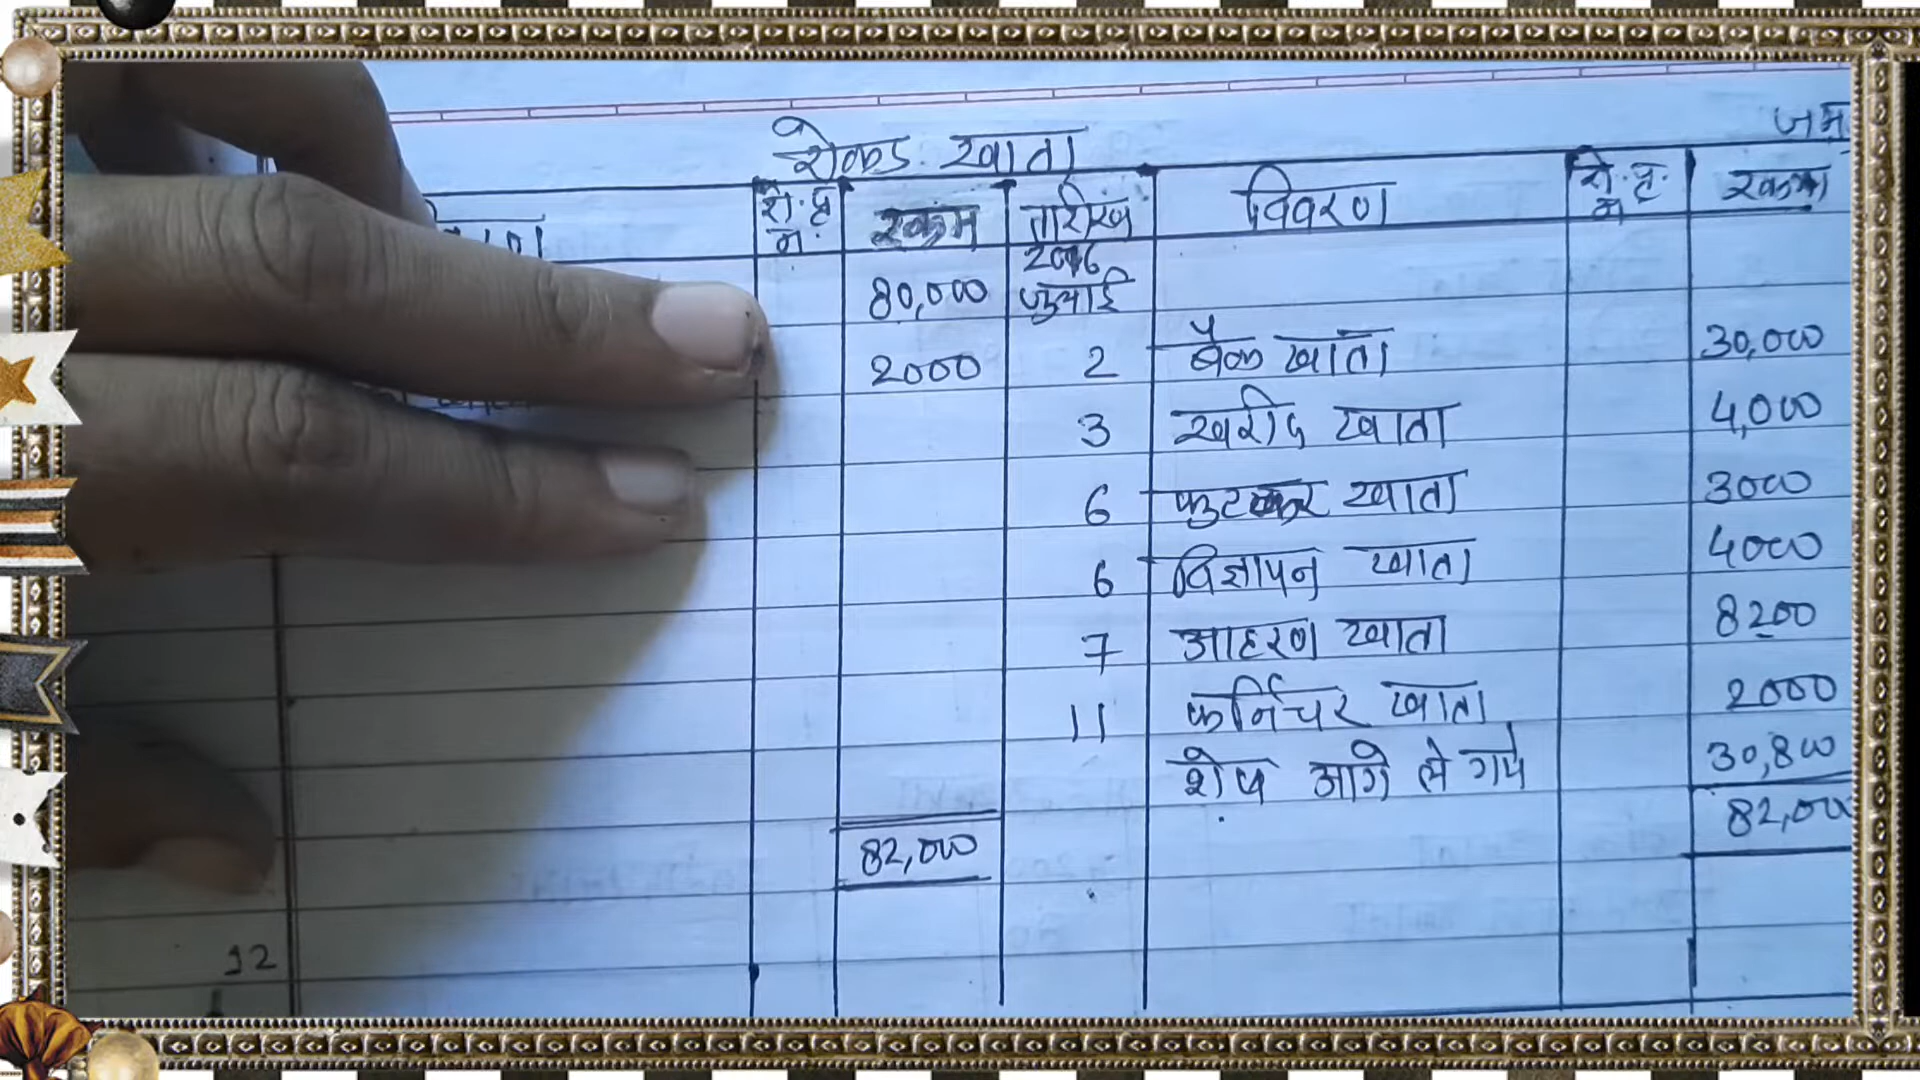 रोकड खाता
जम
रो.ह. न. रकम तारीख विवरण रो.ह. न. रकम
2016
80,000 जुलाई
2000 2 बैंक खाता 30,000
3 खरीद खाता 4,000
6 फुटकर खाता 3000
6 विज्ञापन खाता 4000
7 आहरण खाता 8200
11 फर्निचर खाता 2000
शेष आगे ले गये 30,800
82,000 82,000
12